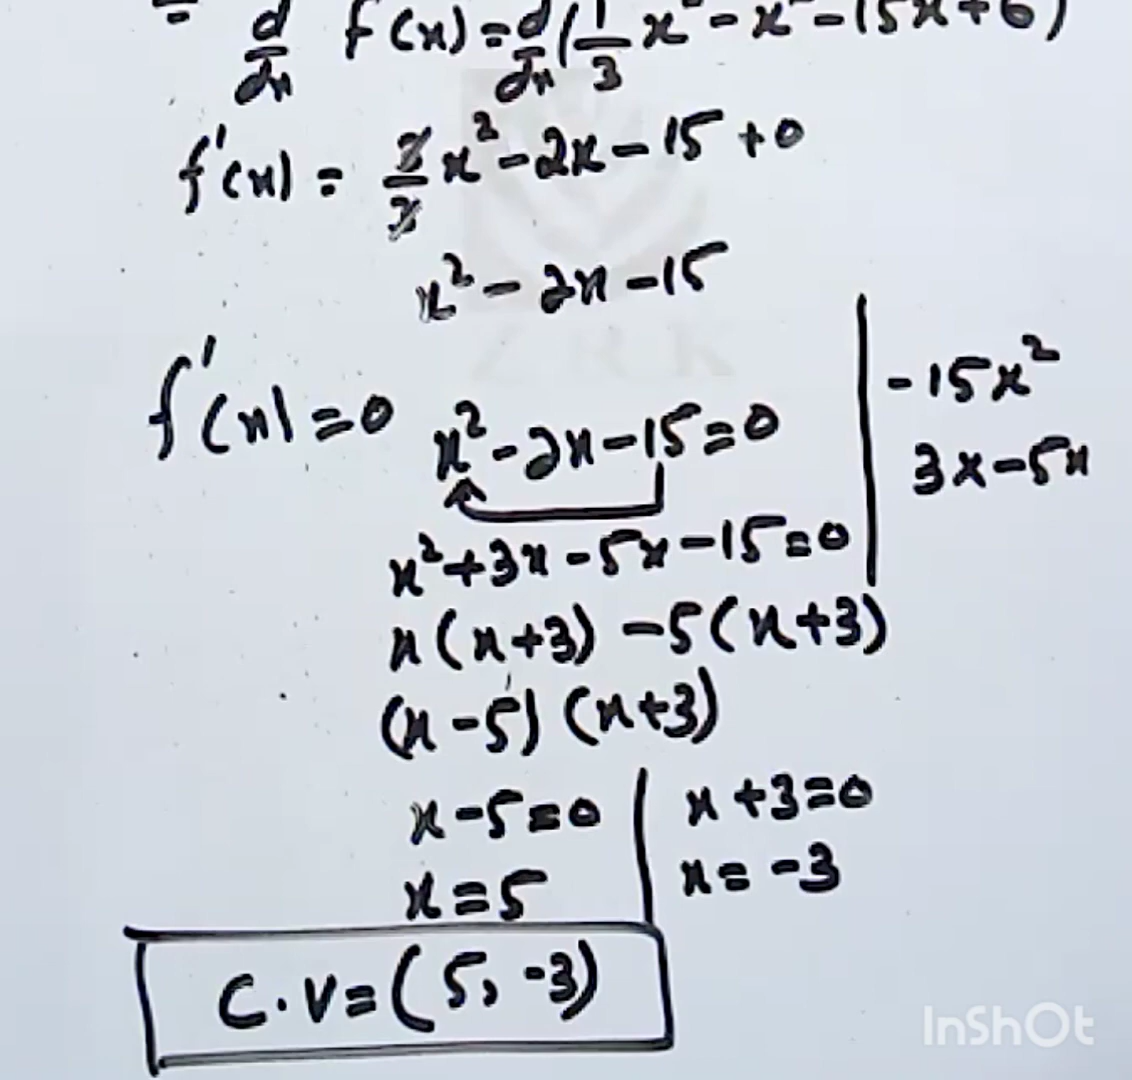 = d/dx f(x) = d/dx (1/3 x - x - 15x + 6)
f'(x) = 3/3 x² - 2x - 15 + 0
x² - 2x - 15
ZRK
f'(x) = 0 x² - 2x - 15 = 0
- 15x²
3x - 5x
x² + 3x - 5x - 15 = 0
x (x + 3) - 5 (x + 3)
(x - 5) (x + 3)
x - 5 = 0 | x + 3 = 0
x = 5 | x = -3
C.V = (5, -3)
InShOt